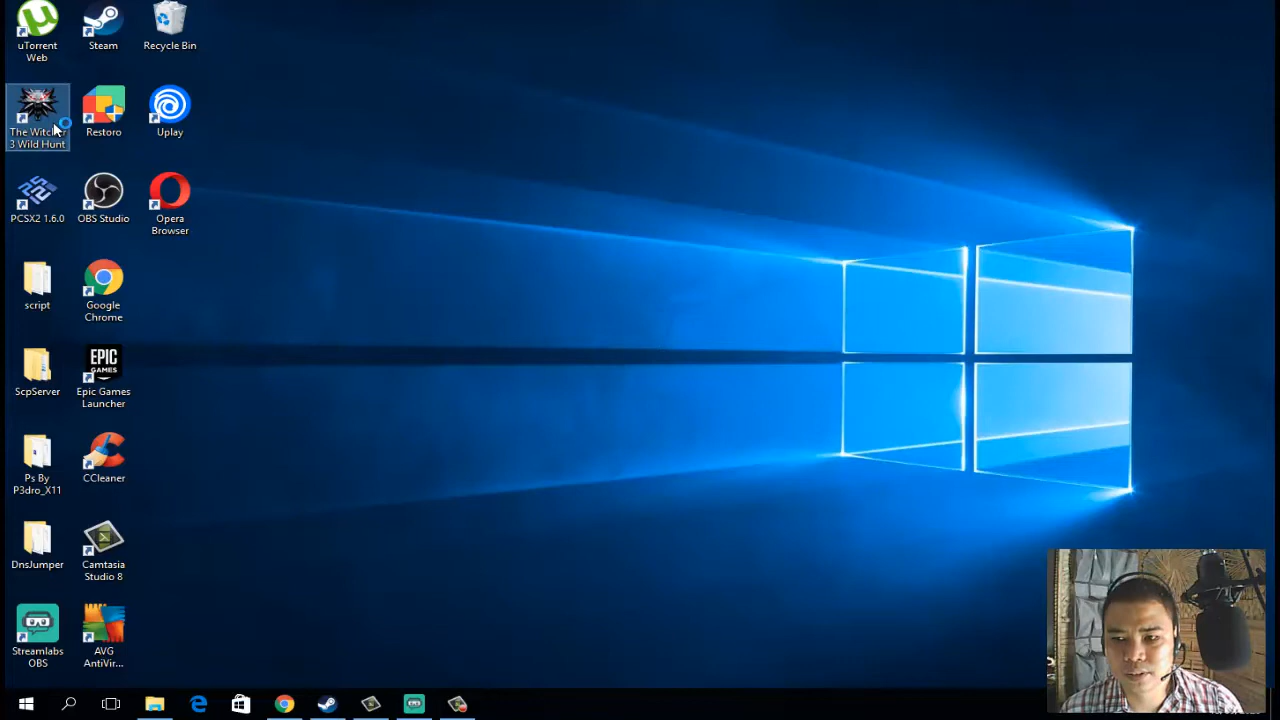 uTorrent
Web
Steam
Recycle Bin
The Witcher
3 Wild Hunt
Restoro
Uplay
PCSX2 1.6.0
OBS Studio
Opera
Browser
script
Google
Chrome
ScpServer
EPIC
GAMES
Epic Games
Launcher
Ps By
P3dro_X11
CCleaner
DnsJumper
Camtasia
Studio 8
Streamlabs
OBS
AVG
AntiVir...